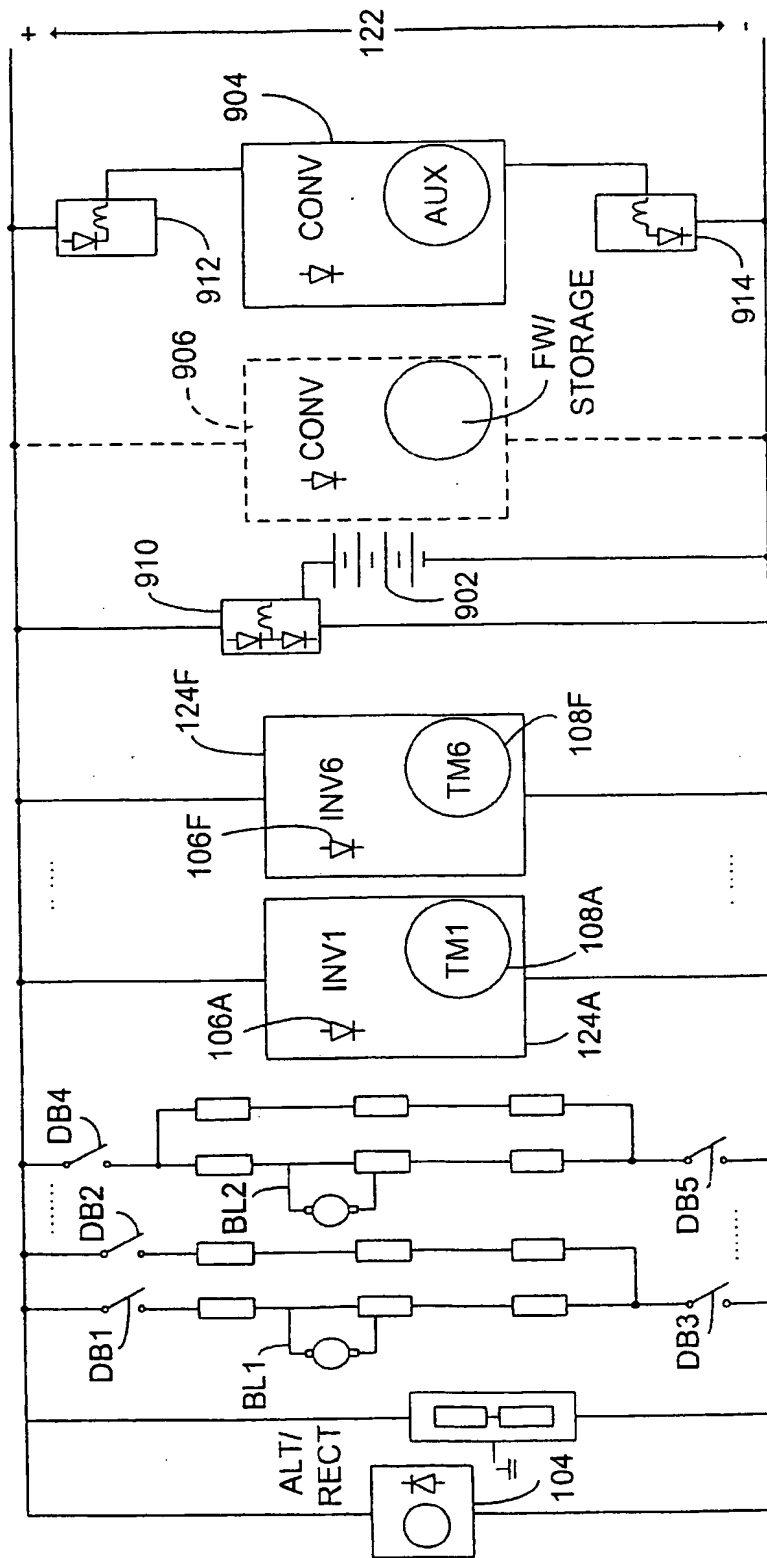 +
122
-
904
CONV
AUX
912
914
906
CONV
FW/
STORAGE
910
902
124F
INV6
106F
TM6
108F
INV1
106A
TM1
108A
124A
DB4
DB2
BL2
DB5
DB1
BL1
DB3
ALT/
RECT
104